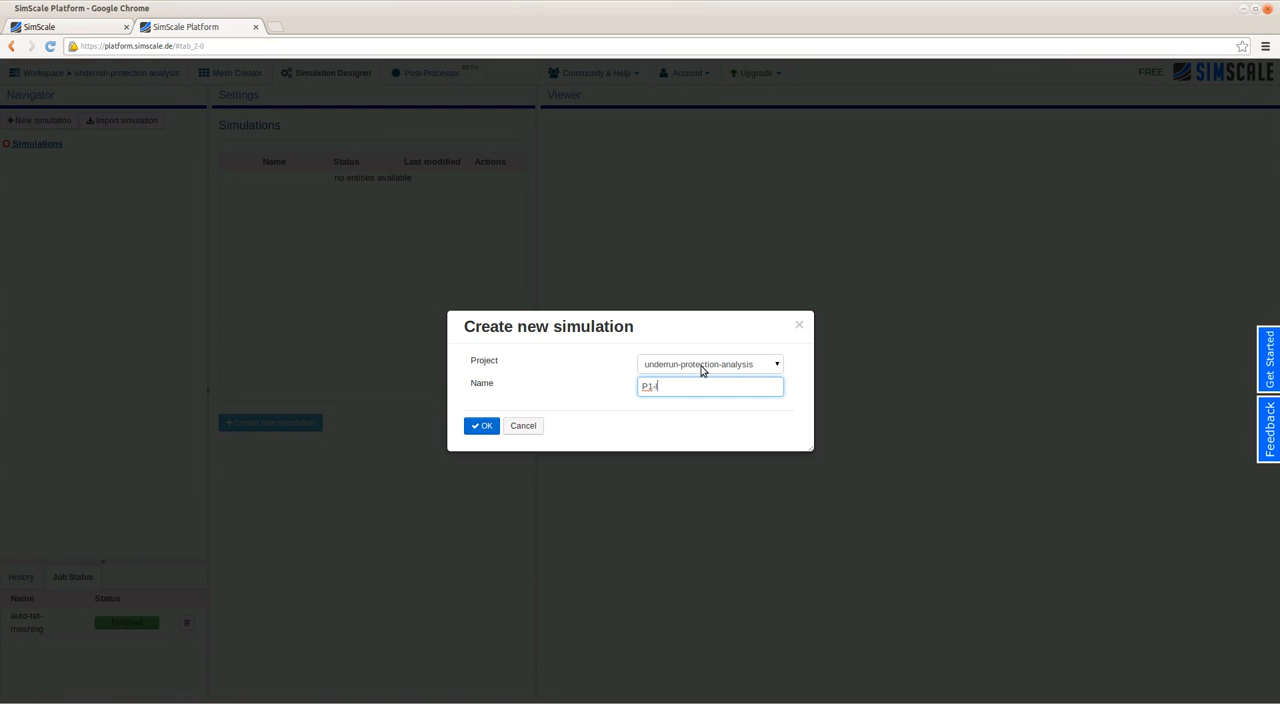 SimScale Platform - Google Chrome
SimScale
SimScale Platform
https://platform.simscale.de/#tab_2-0
Workspace ▸ underrun-protection-analysis
Mesh Creator
Simulation Designer
Post-Processor BETA
Community & Help
Account
Upgrade
FREE
SIMSCALE
Navigator
Settings
Viewer
New simulation
Import simulation
Simulations
Simulations
Name Status Last modified Actions
no entities available
Create new simulation
Create new simulation
Project
underrun-protection-analysis
Name
OK
Cancel
Get Started
Feedback
History
Job Status
Name Status
auto-tet-
meshing
Finished